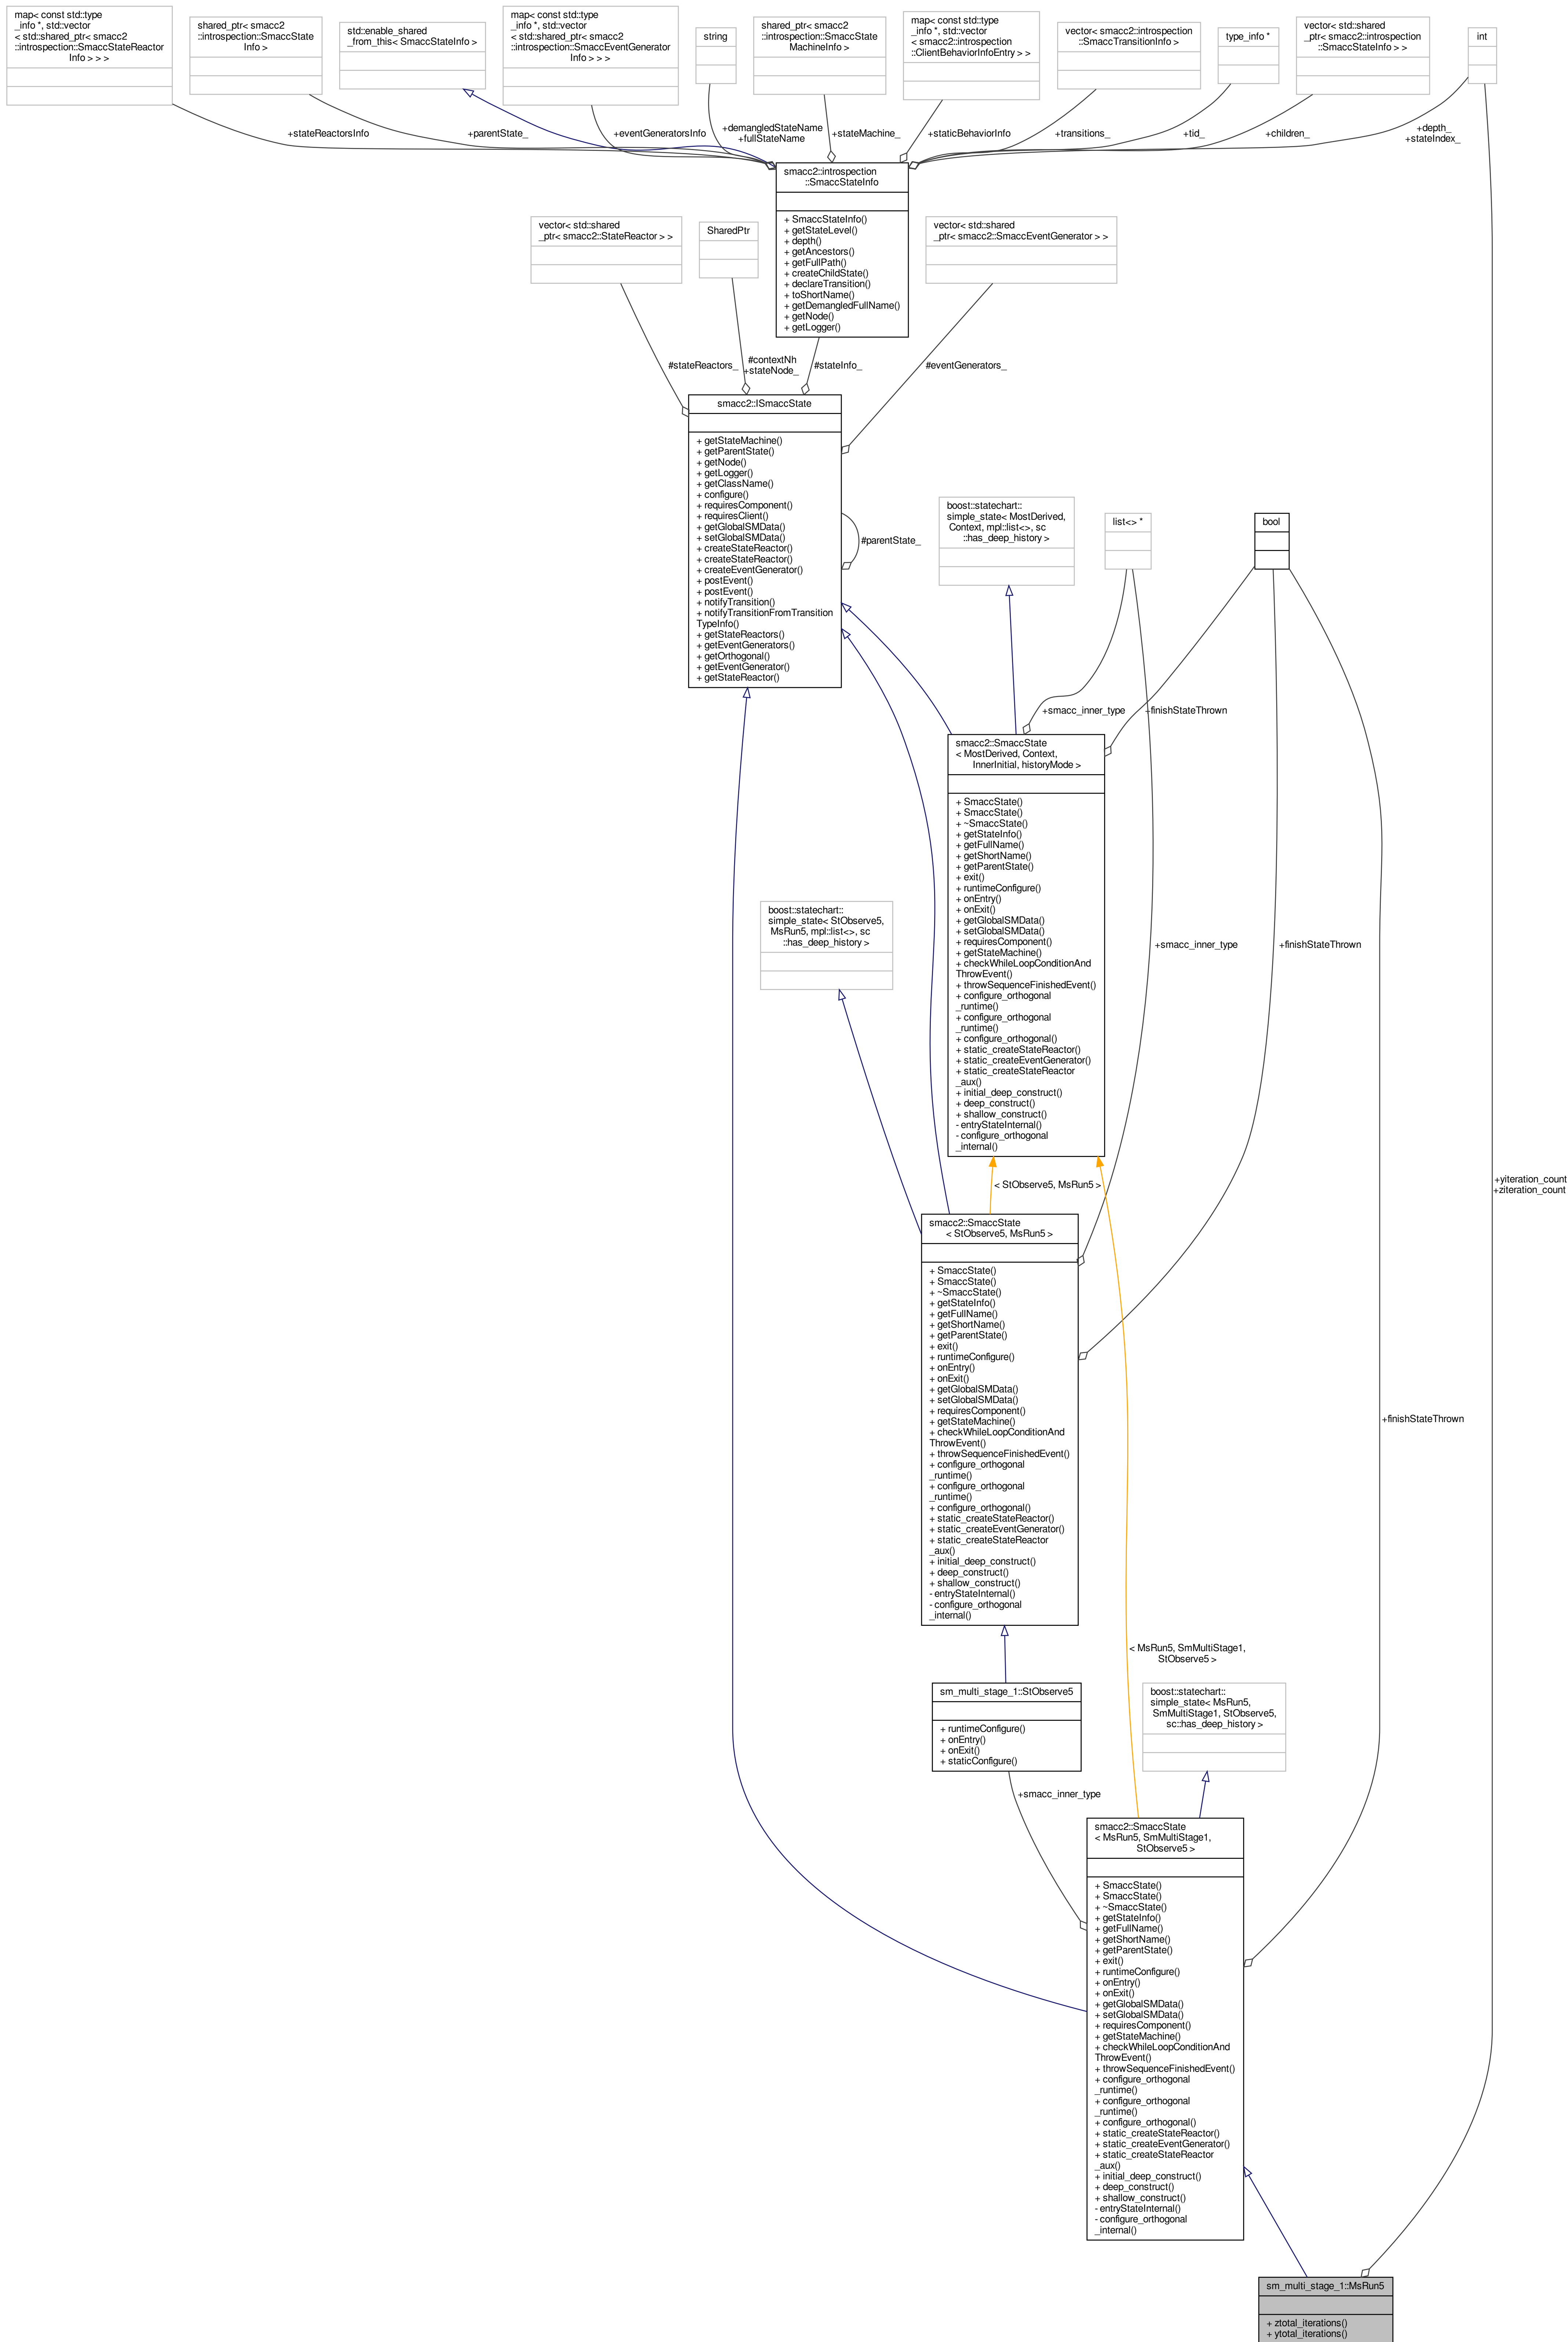 map< const std::type
_info *, std::vector
< std::shared_ptr< smacc2
::introspection::SmaccStateReactor
Info > > >
shared_ptr< smacc2
::introspection::SmaccState
Info >
std::enable_shared
_from_this< SmaccStateInfo >
map< const std::type
_info *, std::vector
< std::shared_ptr< smacc2
::introspection::SmaccEventGenerator
Info > > >
string
shared_ptr< smacc2
::introspection::SmaccState
MachineInfo >
map< const std::type
_info *, std::vector
< smacc2::introspection
::ClientBehaviorInfoEntry > >
vector< smacc2::introspection
::SmaccTransitionInfo >
type_info *
vector< std::shared
_ptr< smacc2::introspection
::SmaccStateInfo > >
int
+stateReactorsInfo
+parentState_
+eventGeneratorsInfo
+demangledStateName
+fullStateName
+stateMachine_
+staticBehaviorInfo
+transitions_
+tid_
+children_
+depth_
+stateIndex_
smacc2::introspection
::SmaccStateInfo
+ SmaccStateInfo()
+ getStateLevel()
+ depth()
+ getAncestors()
+ getFullPath()
+ createChildState()
+ declareTransition()
+ toShortName()
+ getDemangledFullName()
+ getNode()
+ getLogger()
vector< std::shared
_ptr< smacc2::StateReactor > >
SharedPtr
vector< std::shared
_ptr< smacc2::SmaccEventGenerator > >
#stateReactors_
#contextNh
+stateNode_
#stateInfo_
#eventGenerators_
smacc2::ISmaccState
+ getStateMachine()
+ getParentState()
+ getNode()
+ getLogger()
+ getClassName()
+ configure()
+ requiresComponent()
+ requiresClient()
+ getGlobalSMData()
+ setGlobalSMData()
+ createStateReactor()
+ createStateReactor()
+ createEventGenerator()
+ postEvent()
+ postEvent()
+ notifyTransition()
+ notifyTransitionFromTransition
TypeInfo()
+ getStateReactors()
+ getEventGenerators()
+ getOrthogonal()
+ getEventGenerator()
+ getStateReactor()
#parentState_
boost::statechart::
simple_state< MostDerived,
Context, mpl::list<>, sc
::has_deep_history >
list<> *
bool
+smacc_inner_type
+finishStateThrown
smacc2::SmaccState
< MostDerived, Context,
InnerInitial, historyMode >
+ SmaccState()
+ SmaccState()
+ ~SmaccState()
+ getStateInfo()
+ getFullName()
+ getShortName()
+ getParentState()
+ exit()
+ runtimeConfigure()
+ onEntry()
+ onExit()
+ getGlobalSMData()
+ setGlobalSMData()
+ requiresComponent()
+ getStateMachine()
+ checkWhileLoopConditionAnd
ThrowEvent()
+ throwSequenceFinishedEvent()
+ configure_orthogonal
_runtime()
+ configure_orthogonal
_runtime()
+ configure_orthogonal()
+ static_createStateReactor()
+ static_createEventGenerator()
+ static_createStateReactor
_aux()
+ initial_deep_construct()
+ deep_construct()
+ shallow_construct()
- entryStateInternal()
- configure_orthogonal
_internal()
boost::statechart::
simple_state< StObserve5,
MsRun5, mpl::list<>, sc
::has_deep_history >
+smacc_inner_type
+finishStateThrown
< StObserve5, MsRun5 >
+yiteration_count
+ziteration_count
smacc2::SmaccState
< StObserve5, MsRun5 >
+ SmaccState()
+ SmaccState()
+ ~SmaccState()
+ getStateInfo()
+ getFullName()
+ getShortName()
+ getParentState()
+ exit()
+ runtimeConfigure()
+ onEntry()
+ onExit()
+ getGlobalSMData()
+ setGlobalSMData()
+ requiresComponent()
+ getStateMachine()
+ checkWhileLoopConditionAnd
ThrowEvent()
+ throwSequenceFinishedEvent()
+ configure_orthogonal
_runtime()
+ configure_orthogonal
_runtime()
+ configure_orthogonal()
+ static_createStateReactor()
+ static_createEventGenerator()
+ static_createStateReactor
_aux()
+ initial_deep_construct()
+ deep_construct()
+ shallow_construct()
- entryStateInternal()
- configure_orthogonal
_internal()
+finishStateThrown
< MsRun5, SmMultiStage1,
StObserve5 >
sm_multi_stage_1::StObserve5
+ runtimeConfigure()
+ onEntry()
+ onExit()
+ staticConfigure()
boost::statechart::
simple_state< MsRun5,
SmMultiStage1, StObserve5,
sc::has_deep_history >
+smacc_inner_type
smacc2::SmaccState
< MsRun5, SmMultiStage1,
StObserve5 >
+ SmaccState()
+ SmaccState()
+ ~SmaccState()
+ getStateInfo()
+ getFullName()
+ getShortName()
+ getParentState()
+ exit()
+ runtimeConfigure()
+ onEntry()
+ onExit()
+ getGlobalSMData()
+ setGlobalSMData()
+ requiresComponent()
+ getStateMachine()
+ checkWhileLoopConditionAnd
ThrowEvent()
+ throwSequenceFinishedEvent()
+ configure_orthogonal
_runtime()
+ configure_orthogonal
_runtime()
+ configure_orthogonal()
+ static_createStateReactor()
+ static_createEventGenerator()
+ static_createStateReactor
_aux()
+ initial_deep_construct()
+ deep_construct()
+ shallow_construct()
- entryStateInternal()
- configure_orthogonal
_internal()
sm_multi_stage_1::MsRun5
+ ztotal_iterations()
+ ytotal_iterations()